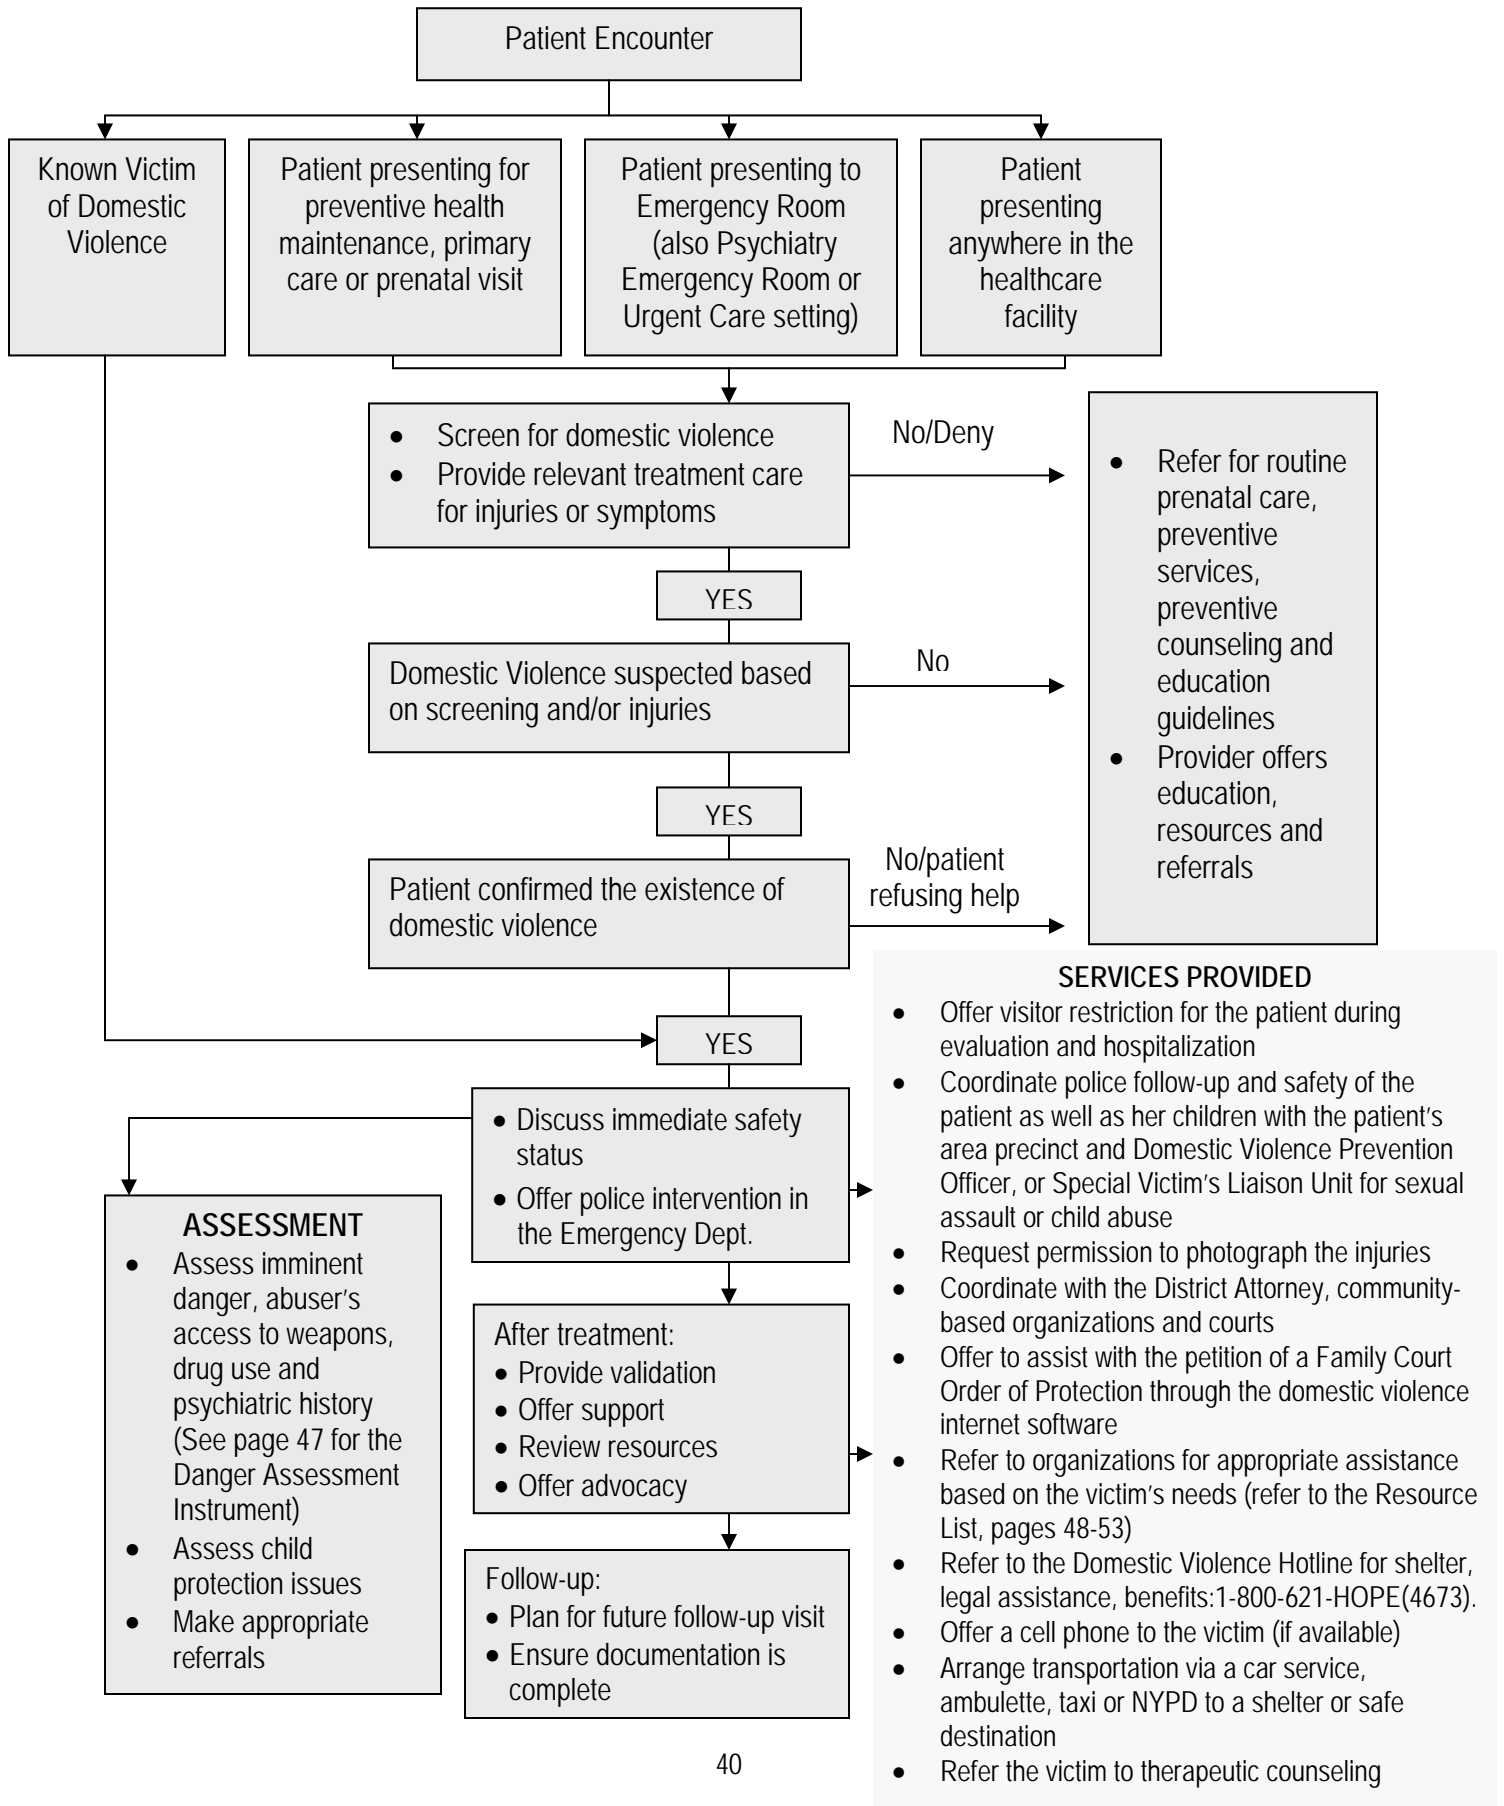 Patient Encounter
Known Victim
of Domestic
Violence
Patient presenting for
preventive health
maintenance, primary
care or prenatal visit
Patient presenting to
Emergency Room
(also Psychiatry
Emergency Room or
Urgent Care setting)
Patient
presenting
anywhere in the
healthcare
facility
• Screen for domestic violence
• Provide relevant treatment care
for injuries or symptoms
No/Deny
• Refer for routine
prenatal care,
preventive
services,
preventive
counseling and
education
guidelines
• Provider offers
education,
resources and
referrals
YES
Domestic Violence suspected based
on screening and/or injuries
No
YES
Patient confirmed the existence of
domestic violence
No/patient
refusing help
YES
• Discuss immediate safety
status
• Offer police intervention in
the Emergency Dept.
ASSESSMENT
• Assess imminent
danger, abuser's
access to weapons,
drug use and
psychiatric history
(See page 47 for the
Danger Assessment
Instrument)
• Assess child
protection issues
• Make appropriate
referrals
After treatment:
• Provide validation
• Offer support
• Review resources
• Offer advocacy
Follow-up:
• Plan for future follow-up visit
• Ensure documentation is
complete
SERVICES PROVIDED
• Offer visitor restriction for the patient during
evaluation and hospitalization
• Coordinate police follow-up and safety of the
patient as well as her children with the patient's
area precinct and Domestic Violence Prevention
Officer, or Special Victim's Liaison Unit for sexual
assault or child abuse
• Request permission to photograph the injuries
• Coordinate with the District Attorney, community-
based organizations and courts
• Offer to assist with the petition of a Family Court
Order of Protection through the domestic violence
internet software
• Refer to organizations for appropriate assistance
based on the victim's needs (refer to the Resource
List, pages 48-53)
• Refer to the Domestic Violence Hotline for shelter,
legal assistance, benefits:1-800-621-HOPE(4673).
• Offer a cell phone to the victim (if available)
• Arrange transportation via a car service,
ambulette, taxi or NYPD to a shelter or safe
destination
• Refer the victim to therapeutic counseling
40